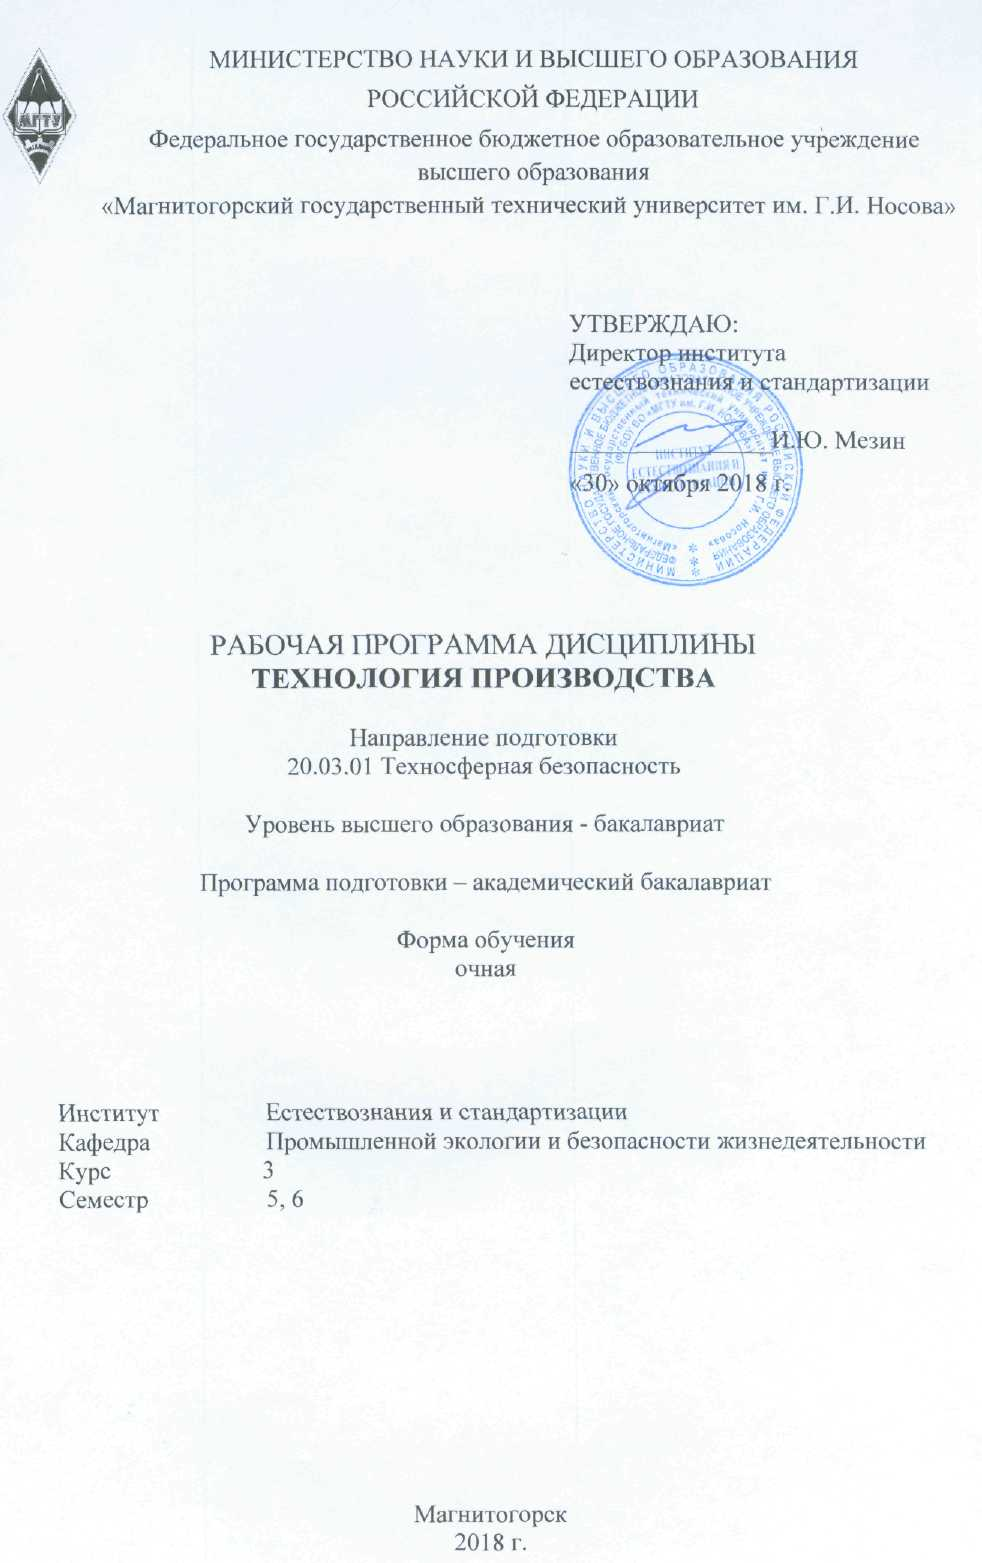 МГТУ
МИНИСТЕРСТВО НАУКИ И ВЫСШЕГО ОБРАЗОВАНИЯ
РОССИЙСКОЙ ФЕДЕРАЦИИ
Федеральное государственное бюджетное образовательное учреждение
высшего образования
«Магнитогорский государственный технический университет им. Г.И. Носова»
УТВЕРЖДАЮ:
Директор института
естествознания и стандартизации
И.Ю. Мезин
«30» октября 2018 г.
ИНСТИТУТ
ЕСТЕСТВОЗНАНИЯ И
РАБОЧАЯ ПРОГРАММА ДИСЦИПЛИНЫ
ТЕХНОЛОГИЯ ПРОИЗВОДСТВА
Направление подготовки
20.03.01 Техносферная безопасность
Уровень высшего образования - бакалавриат
Программа подготовки – академический бакалавриат
Форма обучения
очная
Институт Естествознания и стандартизации
Кафедра Промышленной экологии и безопасности жизнедеятельности
Курс 3
Семестр 5, 6
Магнитогорск
2018 г.